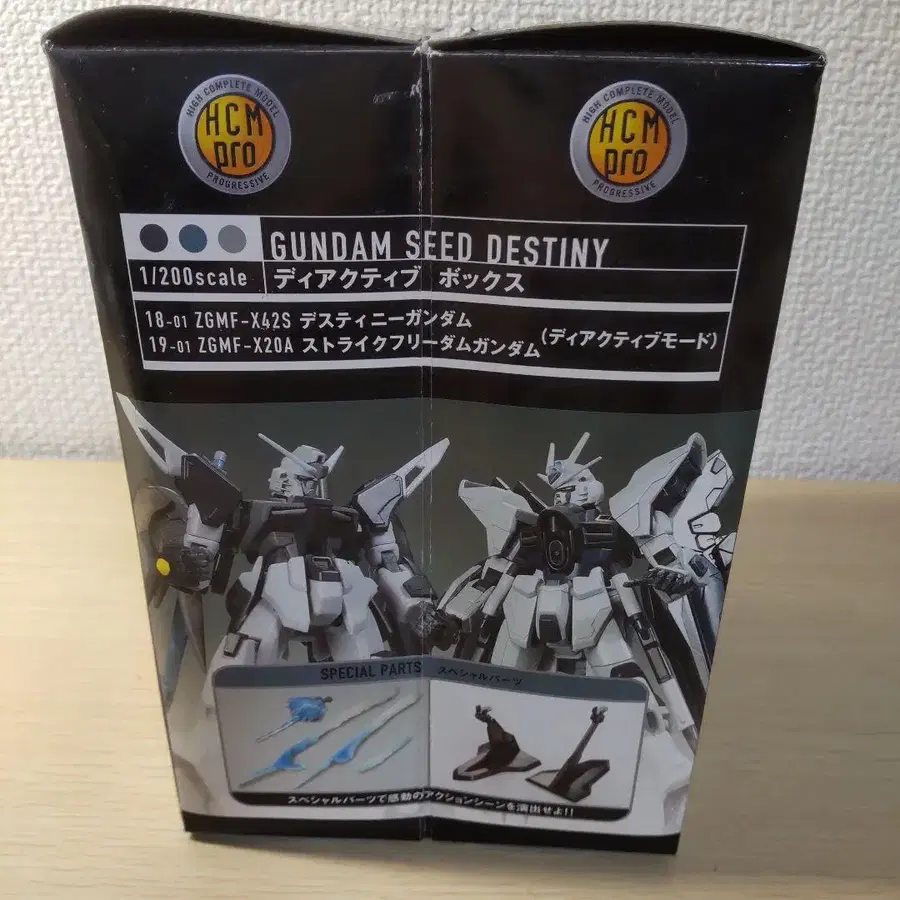 HIGH COMPLETE MODEL
HCM
pro
PROGRESSIVE
HIGH COMPLETE MODEL
HCM
pro
PROGRESSIVE
GUNDAM SEED DESTINY
1/200scale ディアクティブ ボックス
18-01 ZGMF-X42S デスティニーガンダム
19-01 ZGMF-X20A ストライクフリーダムガンダム (ディアクティブモード)
SPECIAL PARTS スペシャルパーツ
スペシャルパーツで感動のアクションシーンを演出せよ!!